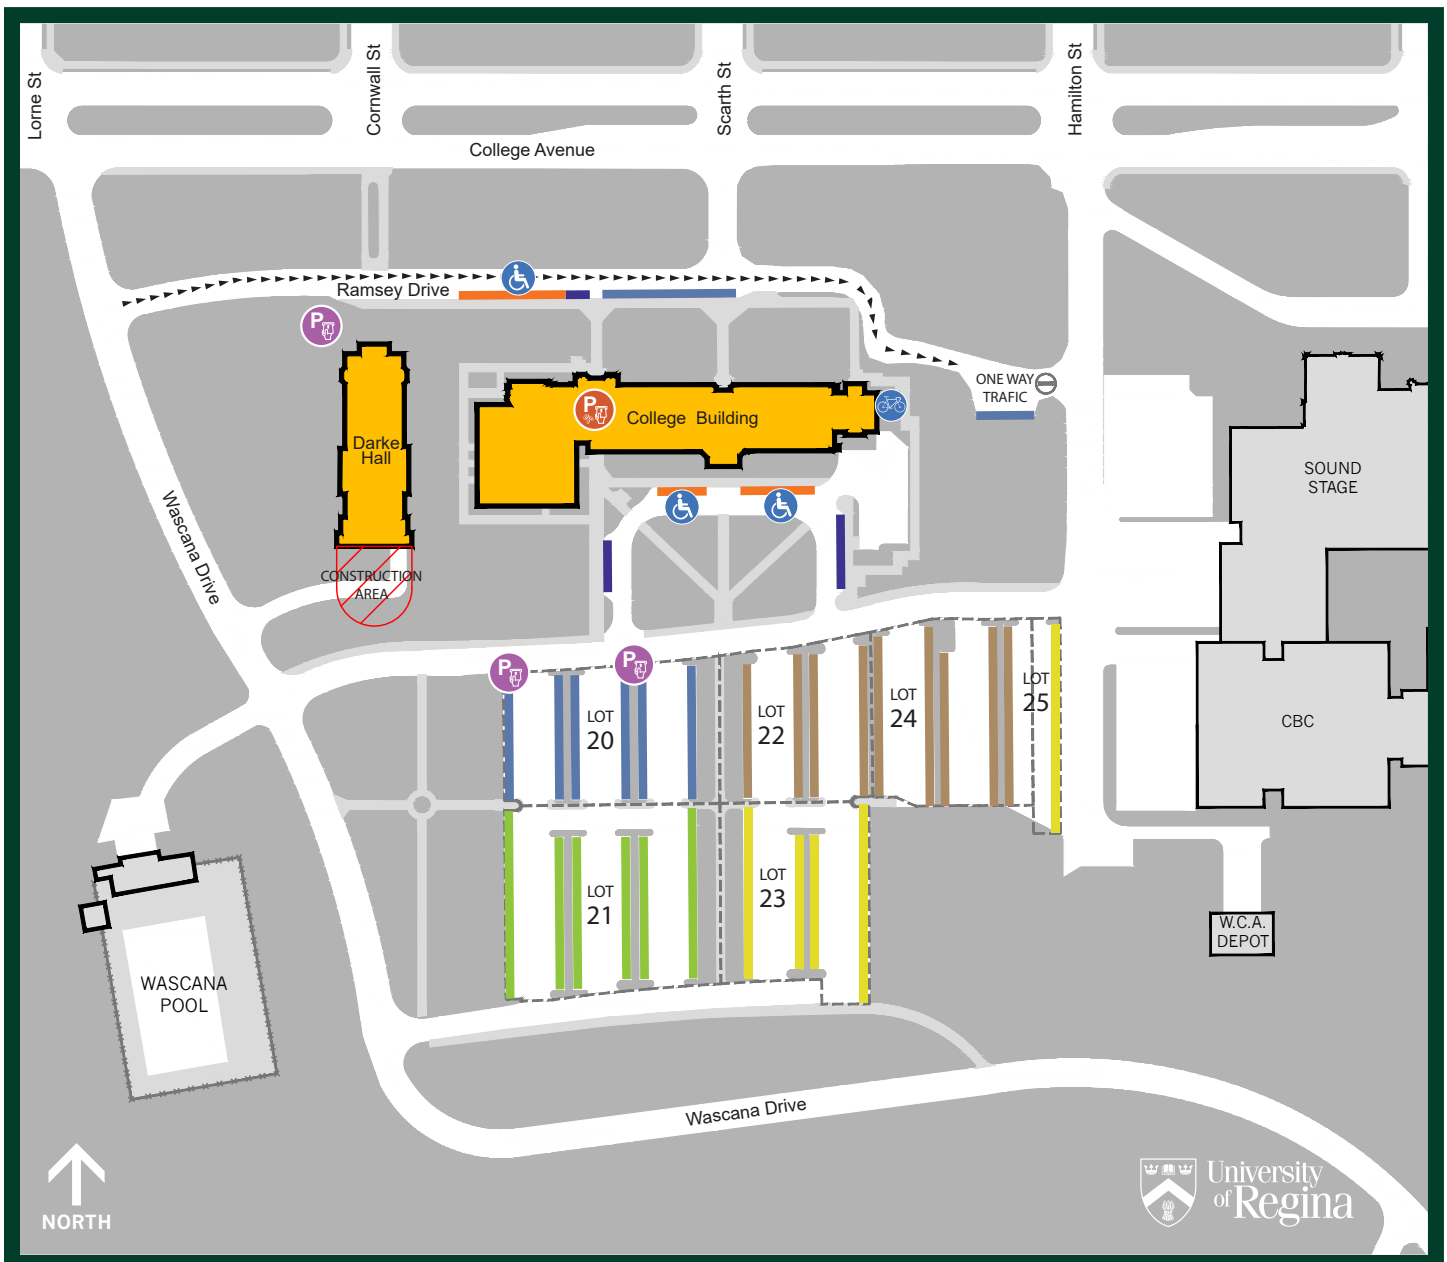 Lorne St
Cornwall St
Scarth St
Hamilton St
College Avenue
Ramsey Drive
P
ONE WAY
TRAFIC
P
College Building
Darke
Hall
SOUND
STAGE
Wascana Drive
CONSTRUCTION
AREA
P
P
LOT
20
LOT
22
LOT
24
LOT
25
CBC
LOT
21
LOT
23
W.C.A.
DEPOT
WASCANA
POOL
Wascana Drive
NORTH
University
of Regina